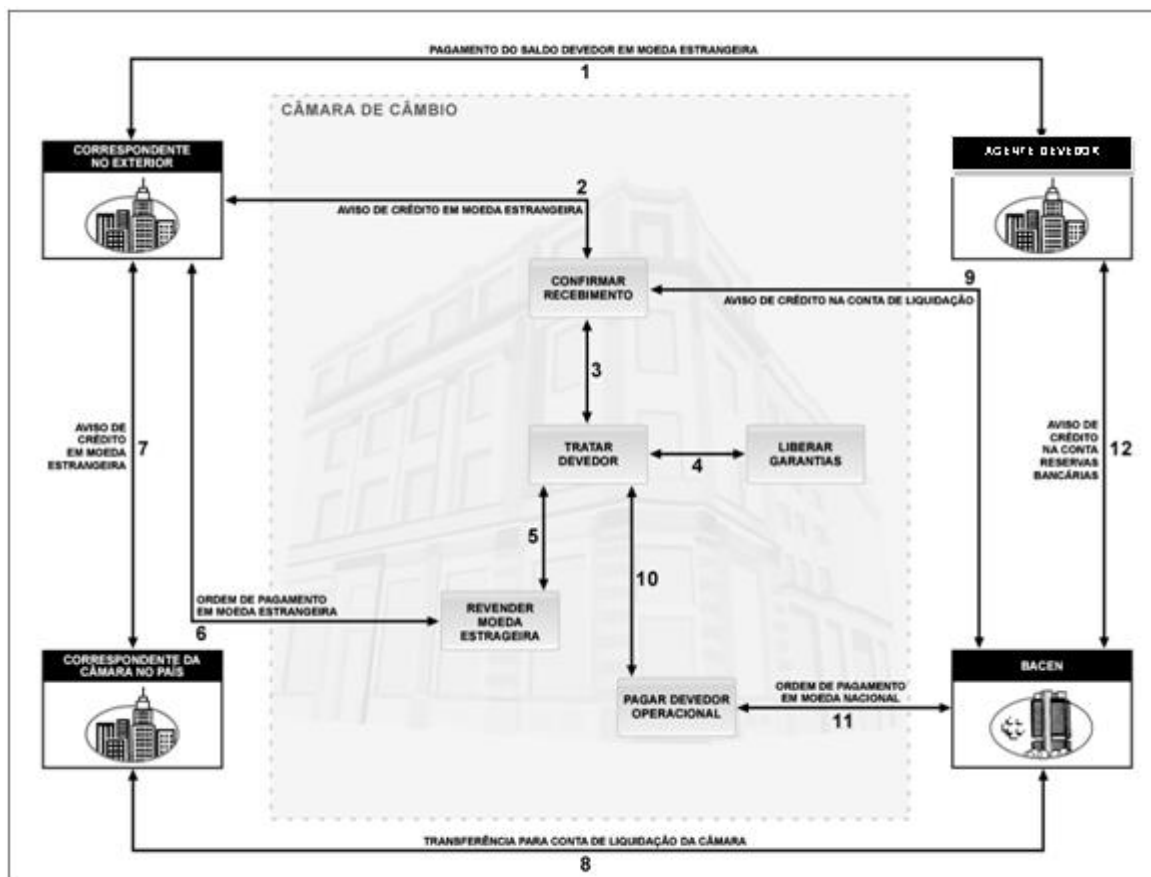 PAGAMENTO DO SALDO DEVEDOR EM MOEDA ESTRANGEIRA
1
CÂMARA DE CÂMBIO
CORRESPONDENTE
NO EXTERIOR
AGENTE DEVEDOR
2
AVISO DE CRÉDITO EM MOEDA ESTRANGEIRA
CONFIRMAR
RECEBIMENTO
9
AVISO DE CRÉDITO NA CONTA DE LIQUIDAÇÃO
3
AVISO DE
CRÉDITO
EM MOEDA
ESTRANGEIRA
7
TRATAR
DEVEDOR
4
LIBERAR
GARANTIAS
AVISO DE
CRÉDITO
NA CONTA
RESERVAS
BANCÁRIAS
12
5
10
ORDEM DE PAGAMENTO
EM MOEDA ESTRANGEIRA
6
REVENDER
MOEDA
ESTRAGEIRA
CORRESPONDENTE DA
CÂMARA NO PAÍS
PAGAR DEVEDOR
OPERACIONAL
ORDEM DE PAGAMENTO
EM MOEDA NACIONAL
11
BACEN
TRANSFERÊNCIA PARA CONTA DE LIQUIDAÇÃO DA CÂMARA
8